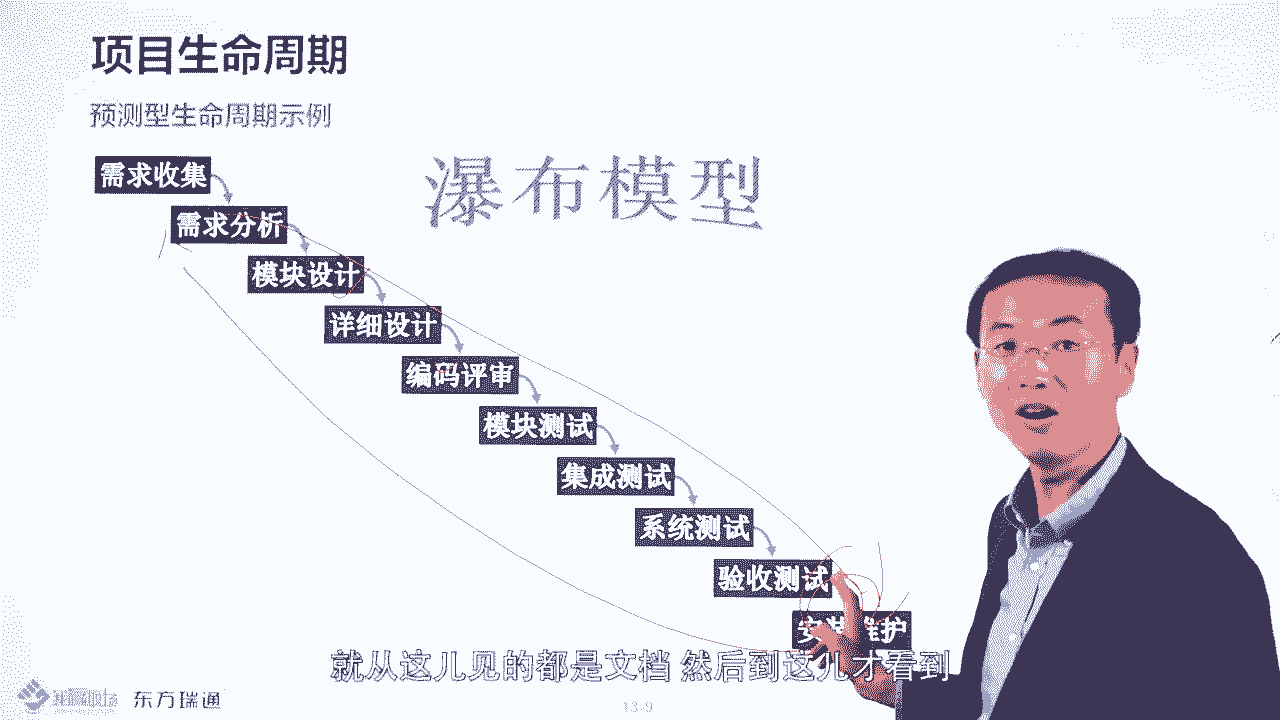 项目生命周期
预测型生命周期示例
瀑布模型
需求收集
需求分析
模块设计
详细设计
编码评审
模块测试
集成测试
系统测试
验收测试
安装维护
就从这儿见的都是文档 然后到这儿才看到
东方瑞通
13-9